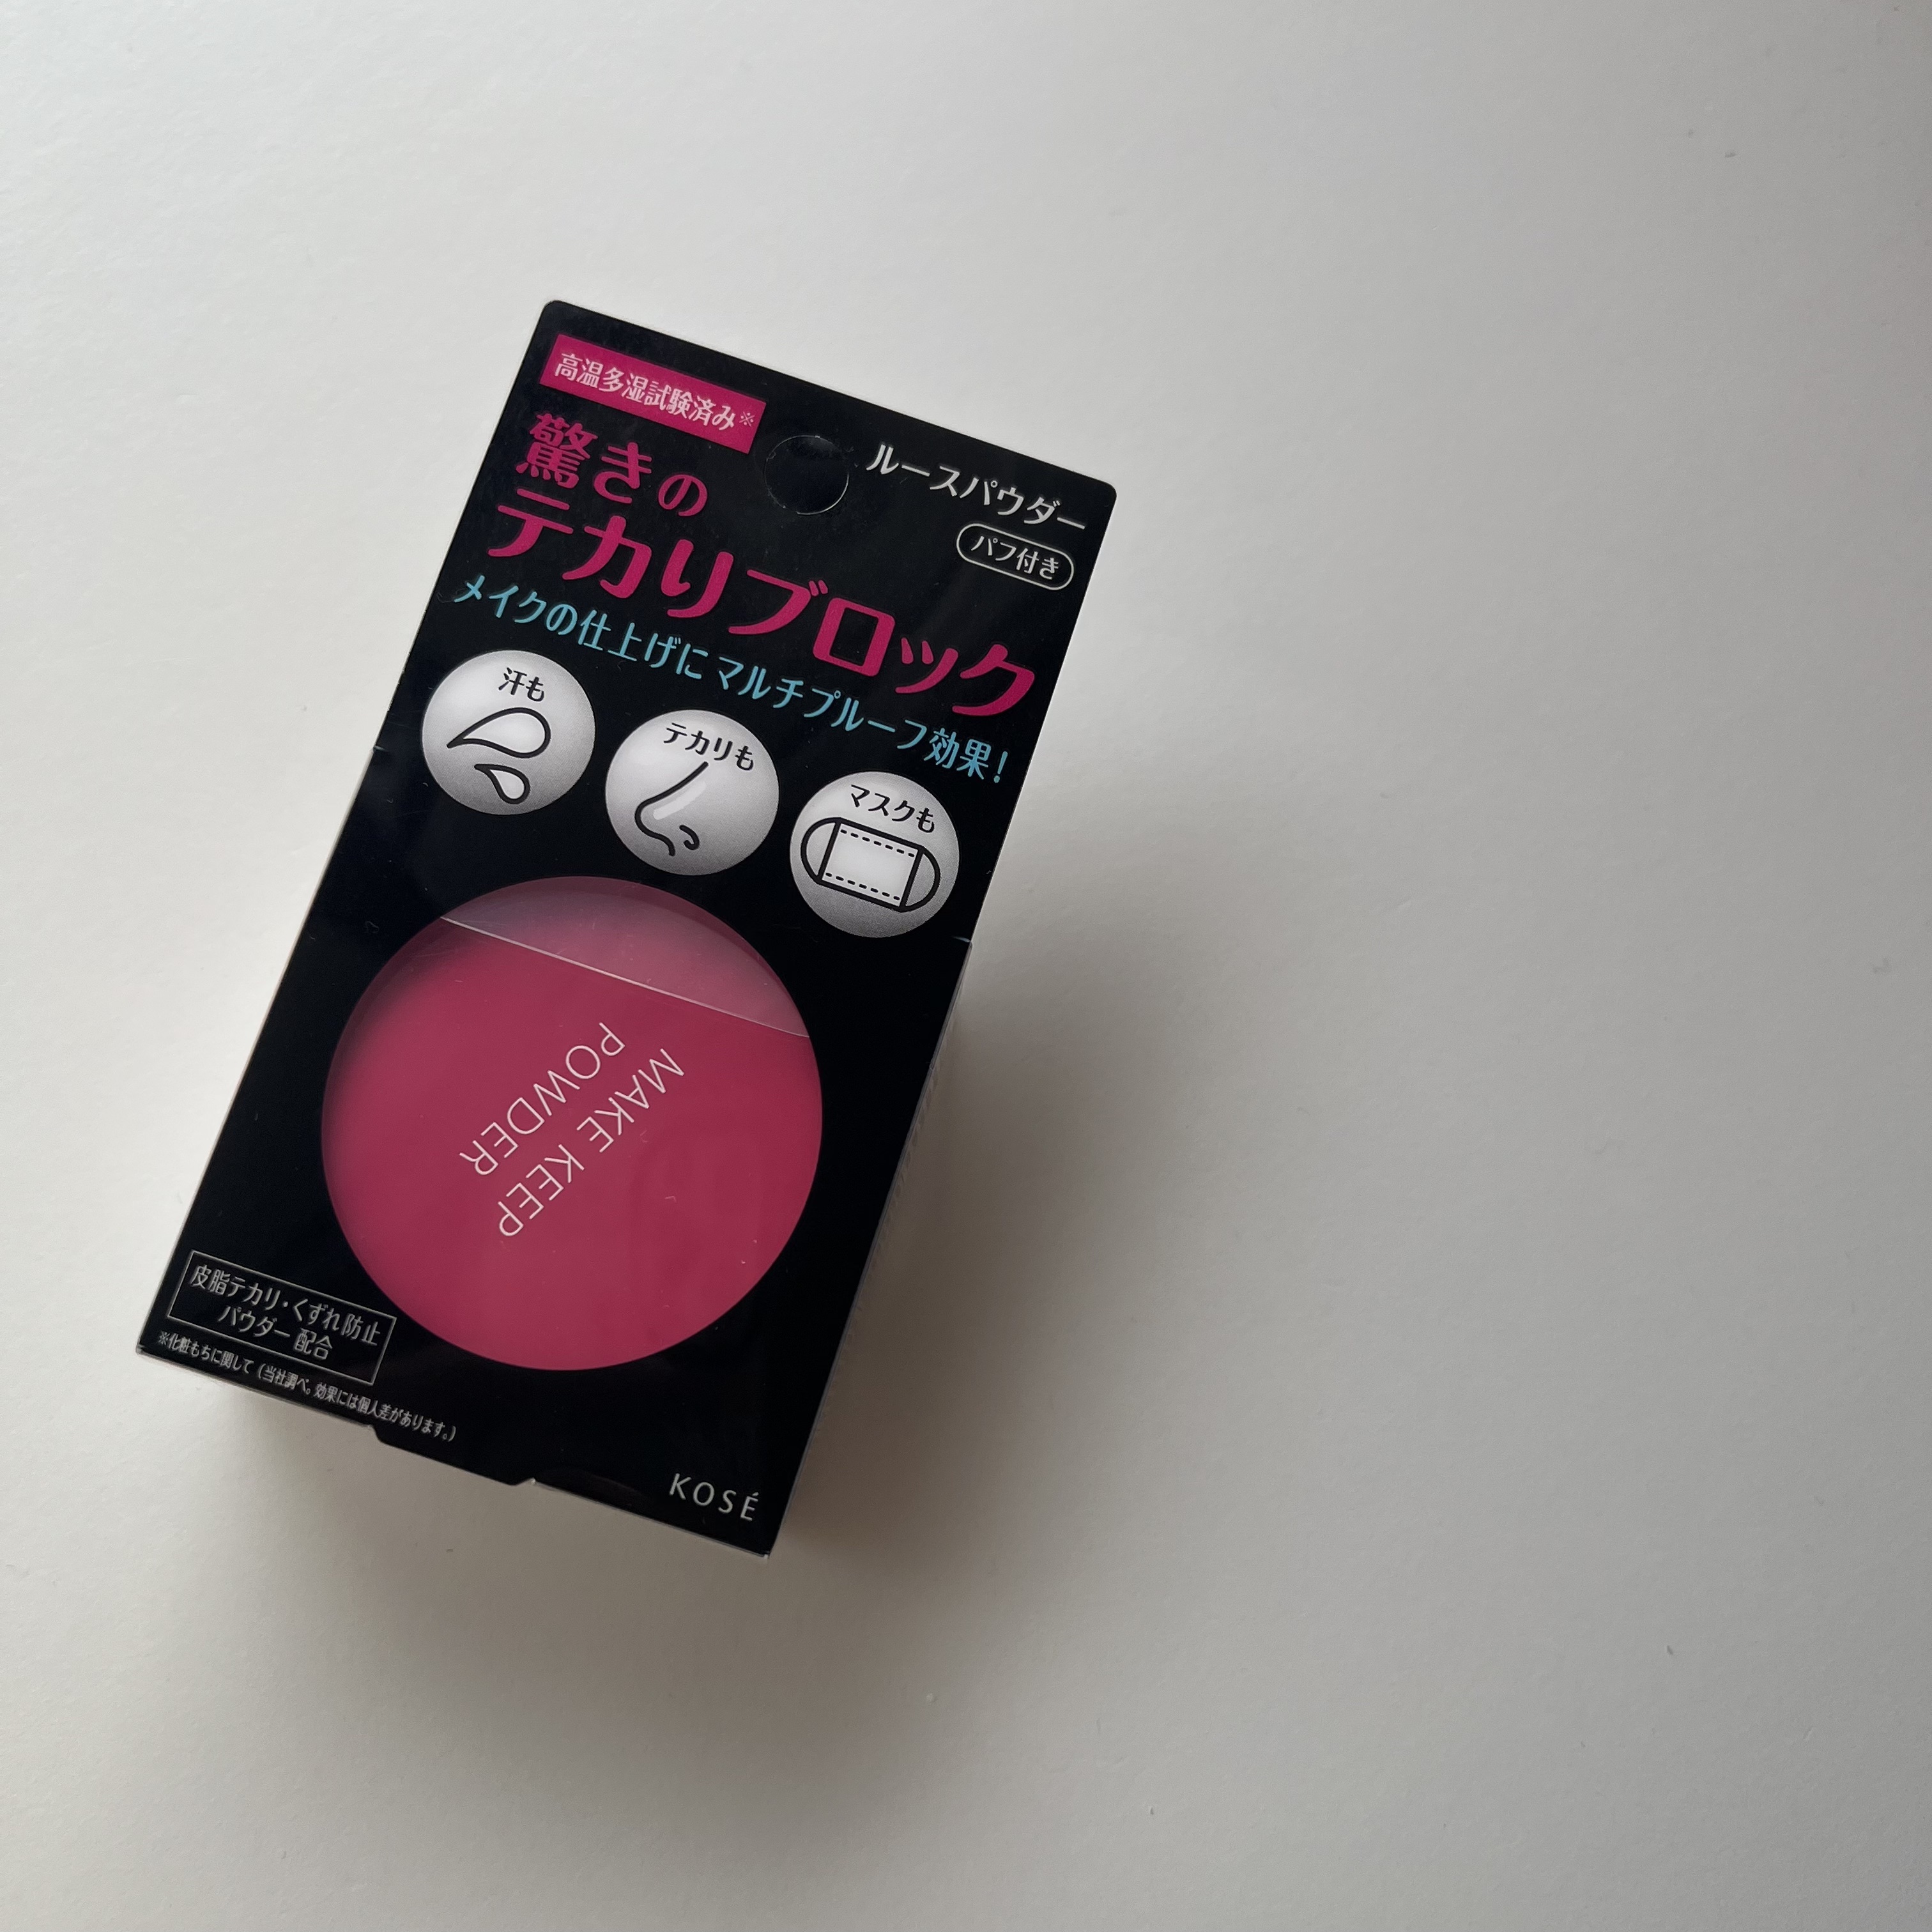 高温多湿試験済み※
ルースパウダー
パフ付き
驚きの
テカリブロック
メイクの仕上げにマルチプルーフ効果!
汗も
テカリも
マスクも
MAKE KEEP
POWDER
皮脂テカリ・くずれ防止
パウダー配合
※化粧もちに関して(当社調べ。効果には個人差があります。)
KOSÉ